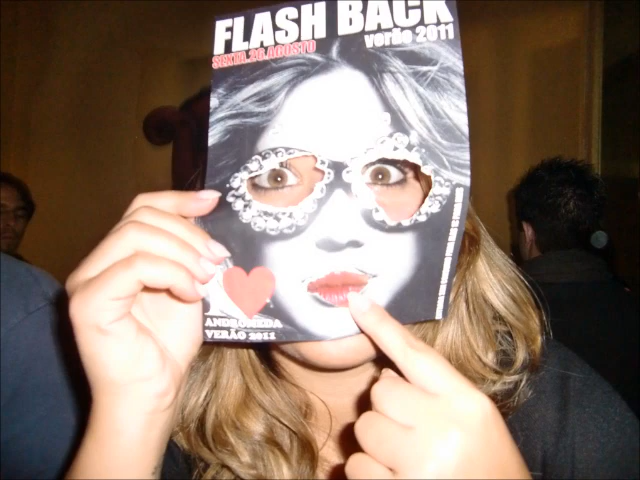 FLASH BACK
verão 2011
SEXTA.26.AGOSTO
ANDROMEDA
VERÃO 2011